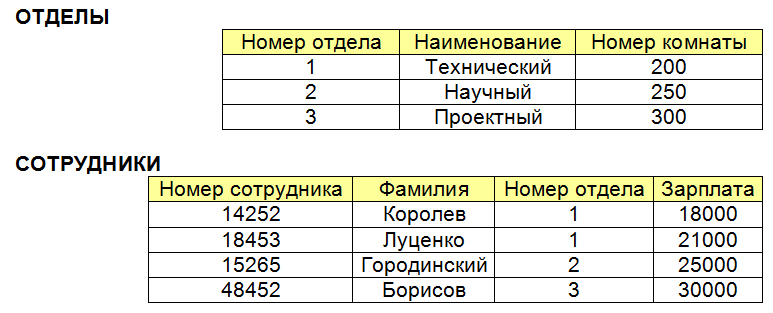 ОТДЕЛЫ
Номер отдела Наименование Номер комнаты
1 Технический 200
2 Научный 250
3 Проектный 300
СОТРУДНИКИ
Номер сотрудника Фамилия Номер отдела Зарплата
14252 Королев 1 18000
18453 Луценко 1 21000
15265 Городинский 2 25000
48452 Борисов 3 30000